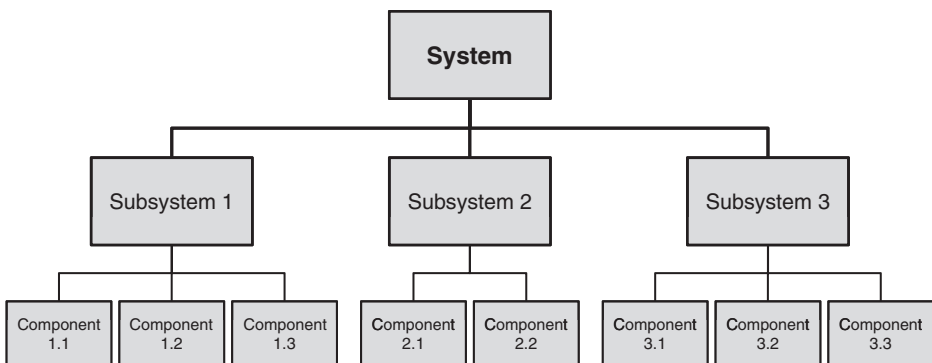 System
Subsystem 1
Subsystem 2
Subsystem 3
Component
1.1
Component
1.2
Component
1.3
Component
2.1
Component
2.2
Component
3.1
Component
3.2
Component
3.3